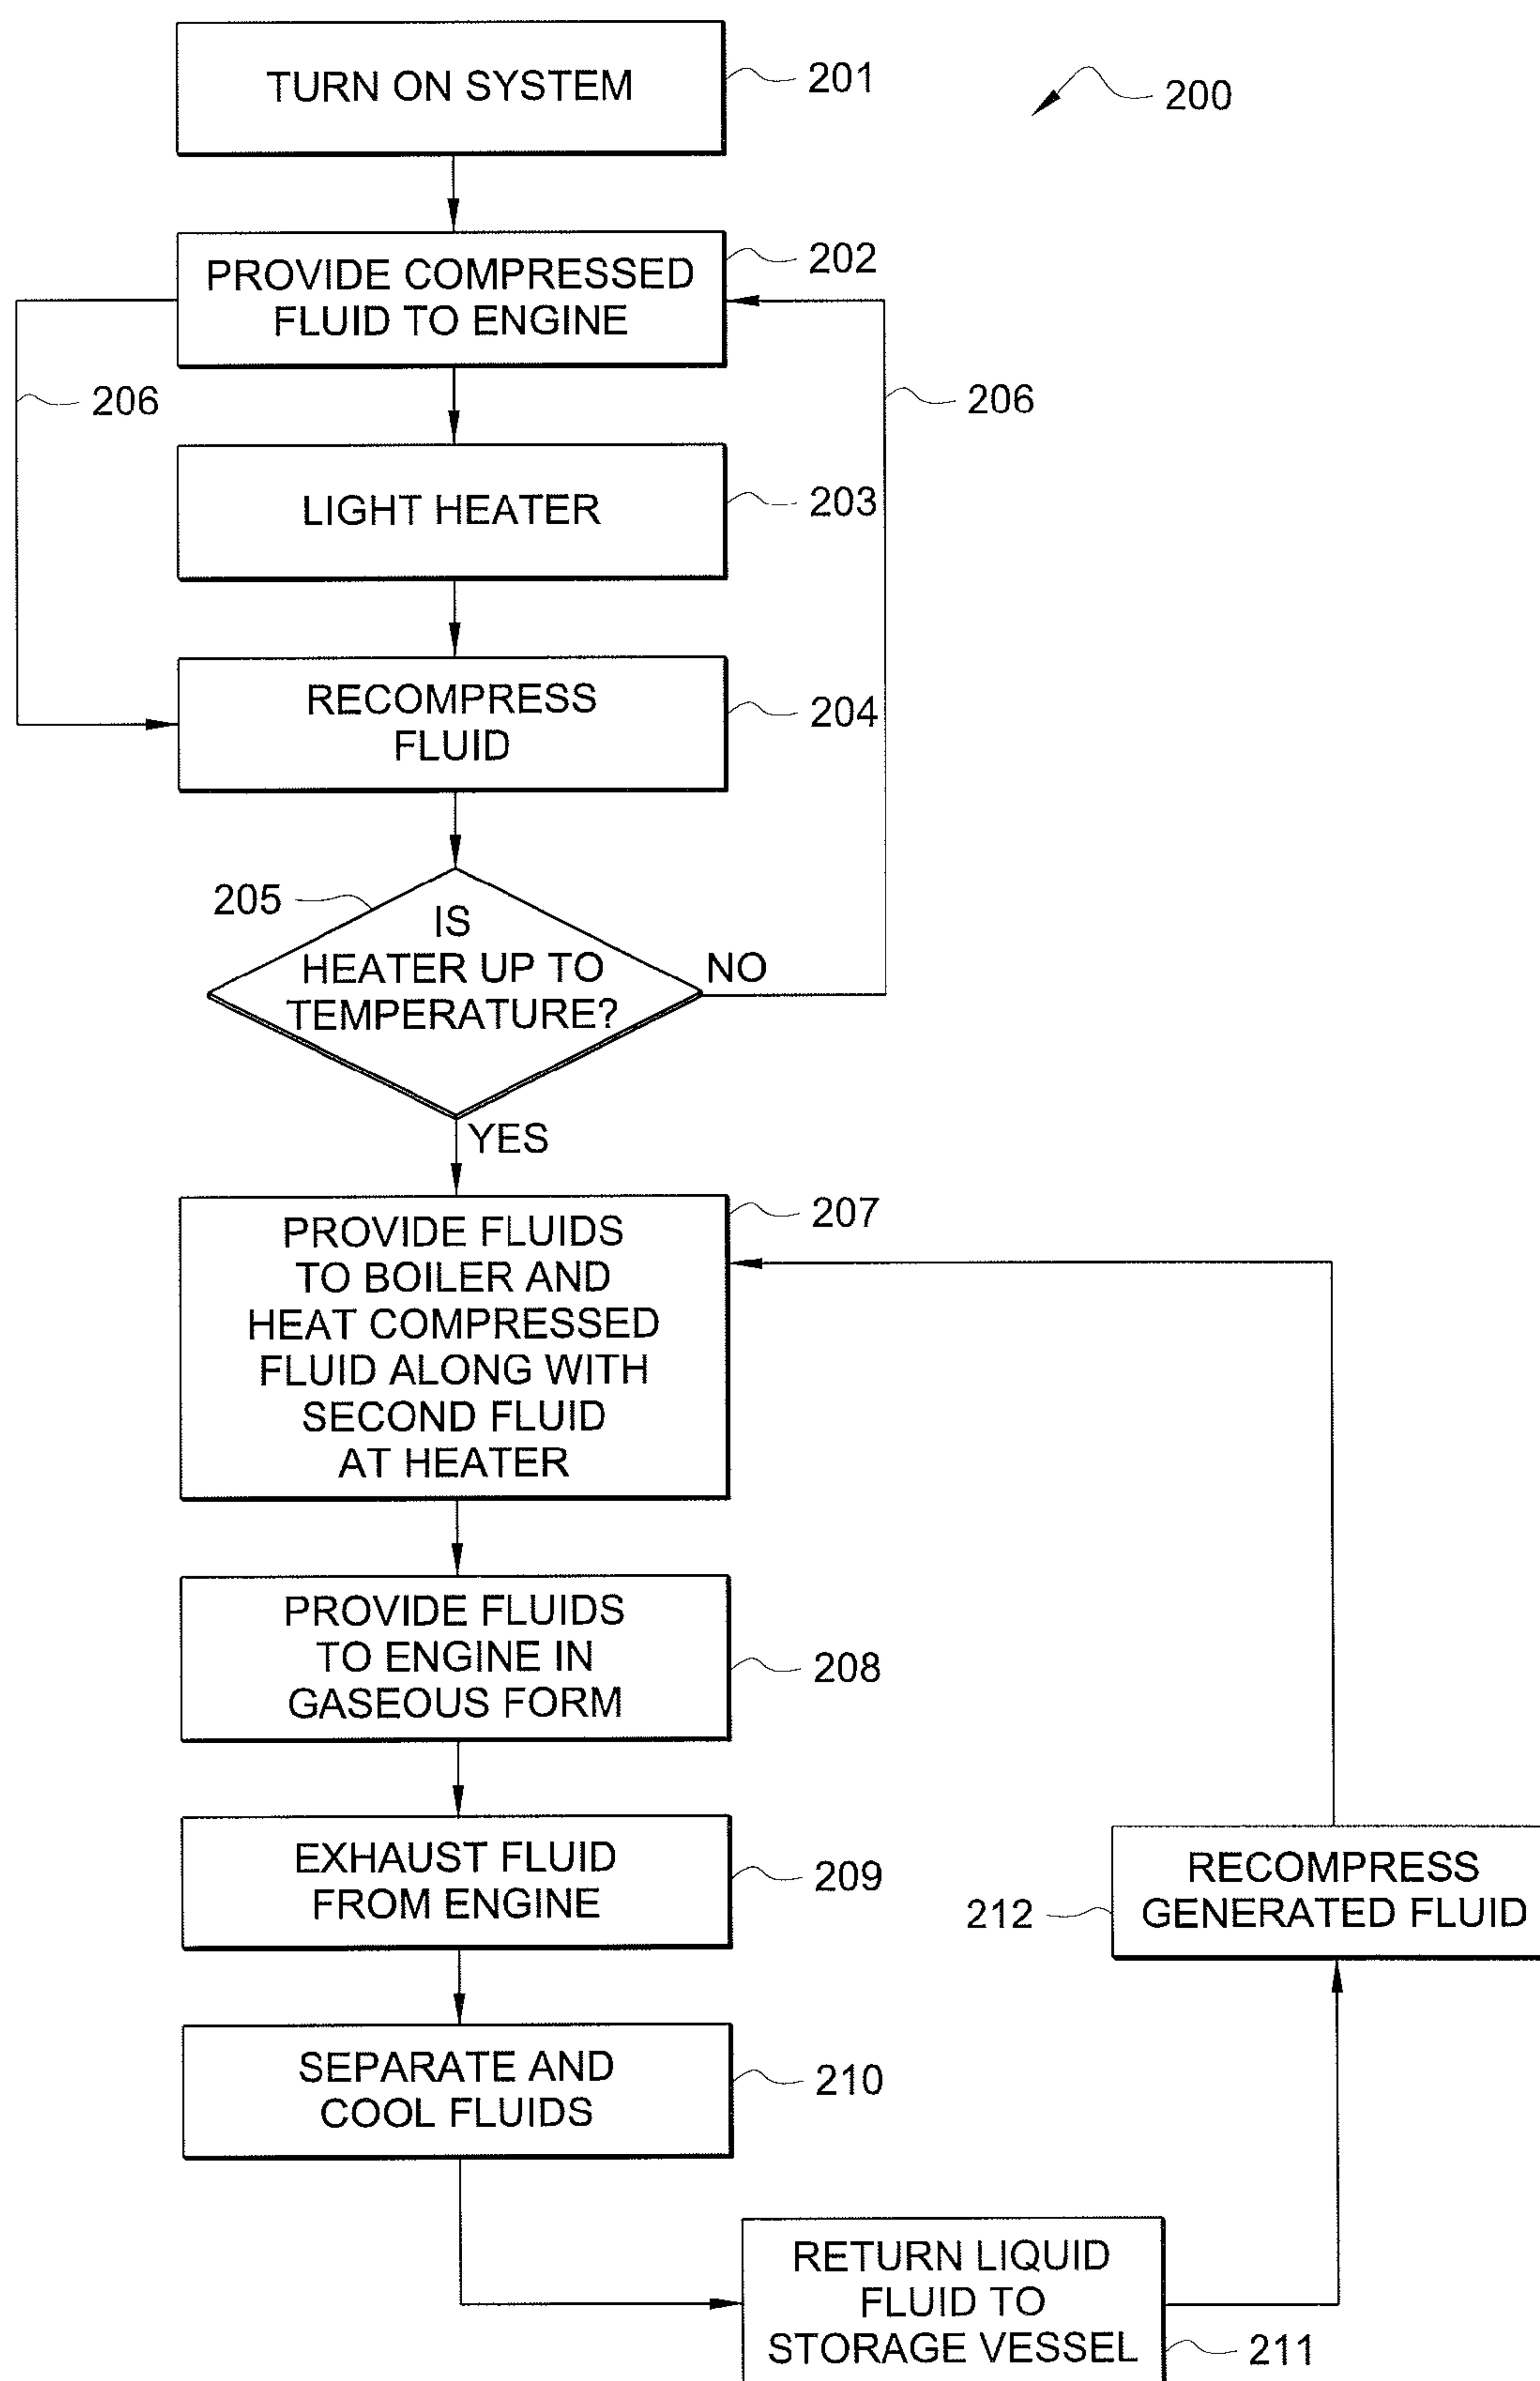 TURN ON SYSTEM
201
200
PROVIDE COMPRESSED
FLUID TO ENGINE
202
206
206
LIGHT HEATER
203
RECOMPRESS
FLUID
204
205
IS
HEATER UP TO
TEMPERATURE?
NO
YES
PROVIDE FLUIDS
TO BOILER AND
HEAT COMPRESSED
FLUID ALONG WITH
SECOND FLUID
AT HEATER
207
PROVIDE FLUIDS
TO ENGINE IN
GASEOUS FORM
208
EXHAUST FLUID
FROM ENGINE
209
RECOMPRESS
GENERATED FLUID
212
SEPARATE AND
COOL FLUIDS
210
RETURN LIQUID
FLUID TO
STORAGE VESSEL
211